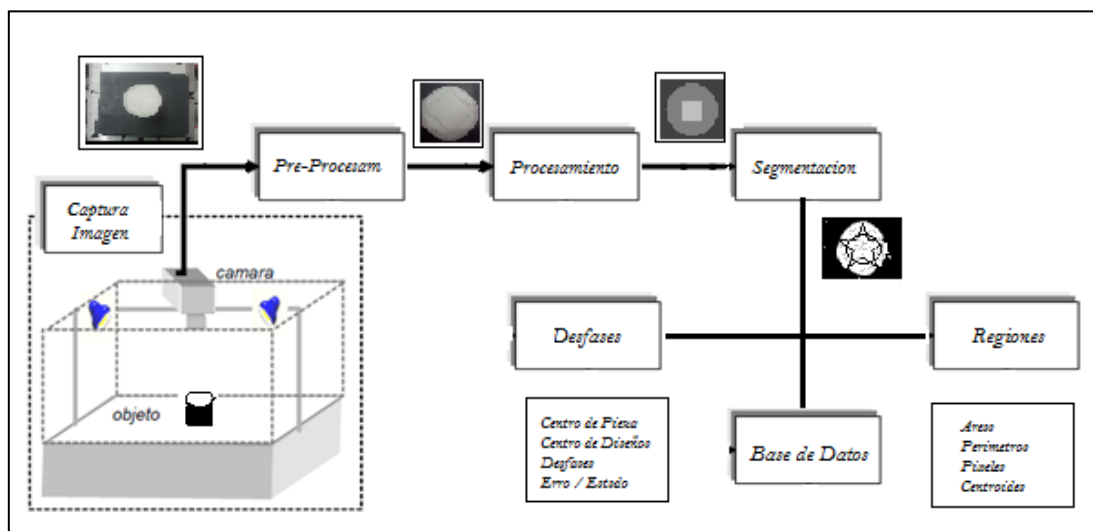 Pre-Procesam
Procesamiento
Segmentacion
Captura
Imagen
camara
objeto
Desfases
Regiones
Centro de Pieza
Centro de Diseños
Desfases
Erro / Estado
Base de Datos
Areas
Perimetros
Pixeles
Centroides